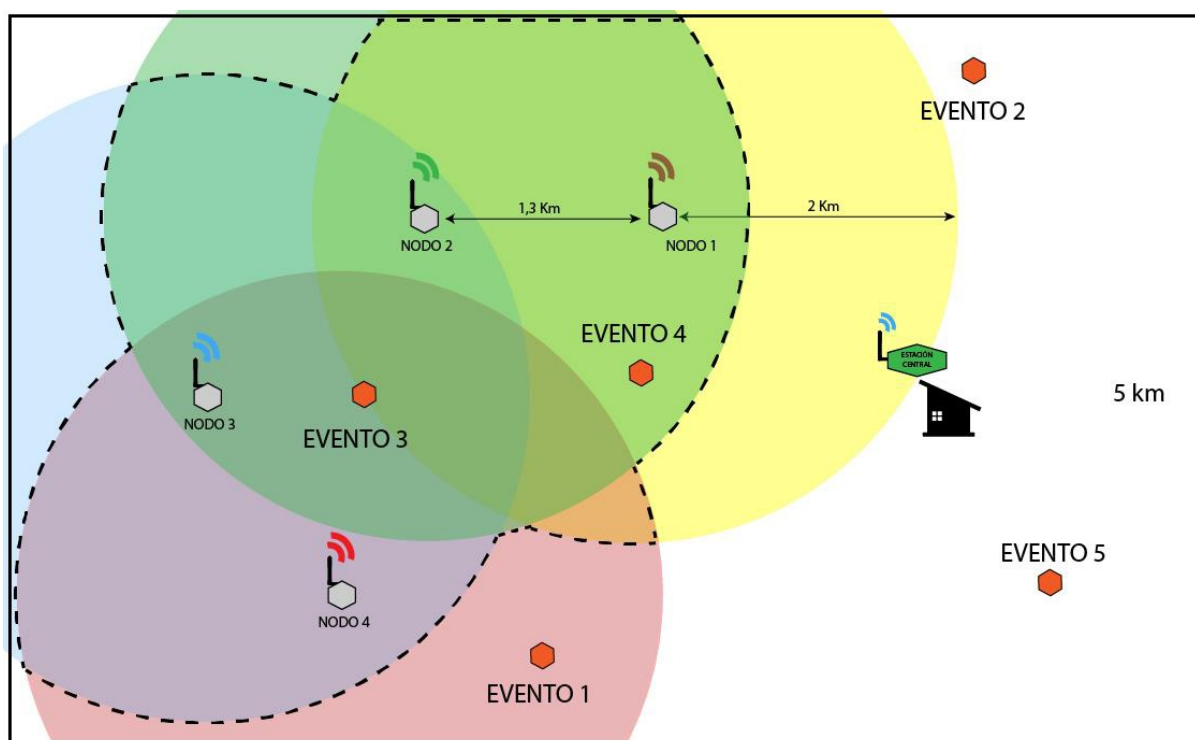 EVENTO 2
1,3 Km
2 Km
NODO 2
NODO 1
EVENTO 4
ESTACIÓN
CENTRAL
5 km
NODO 3
EVENTO 3
EVENTO 5
NODO 4
EVENTO 1